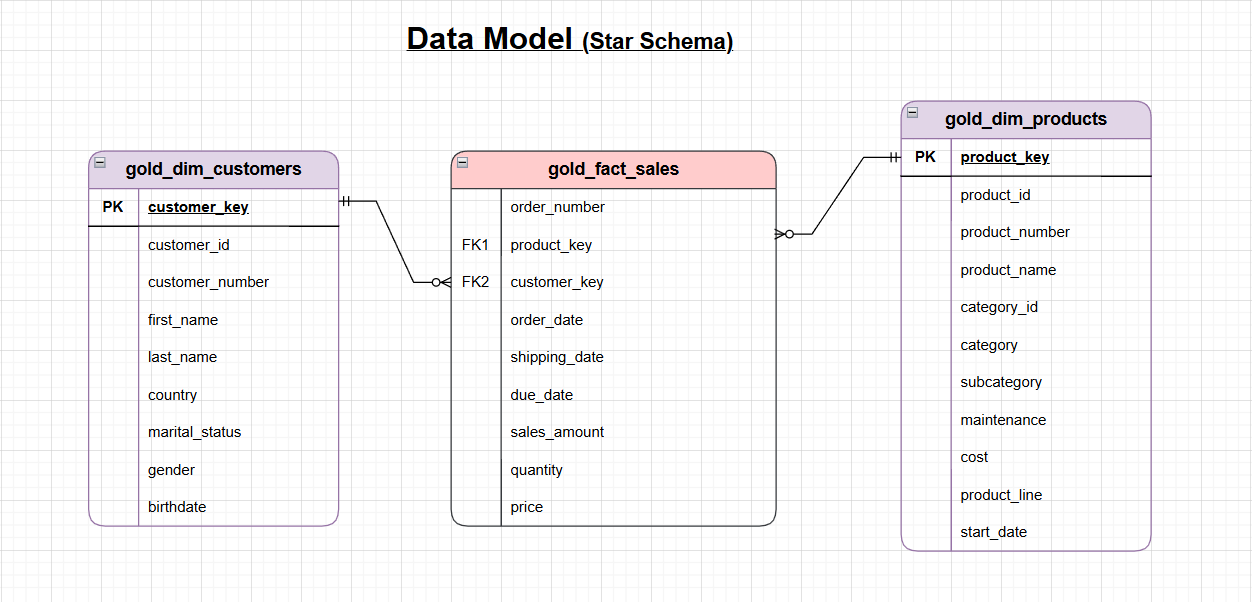 Data Model (Star Schema)
gold_dim_customers
PK customer_key
customer_id
customer_number
first_name
last_name
country
marital_status
gender
birthdate
gold_fact_sales
order_number
FK1 product_key
FK2 customer_key
order_date
shipping_date
due_date
sales_amount
quantity
price
gold_dim_products
PK product_key
product_id
product_number
product_name
category_id
category
subcategory
maintenance
cost
product_line
start_date